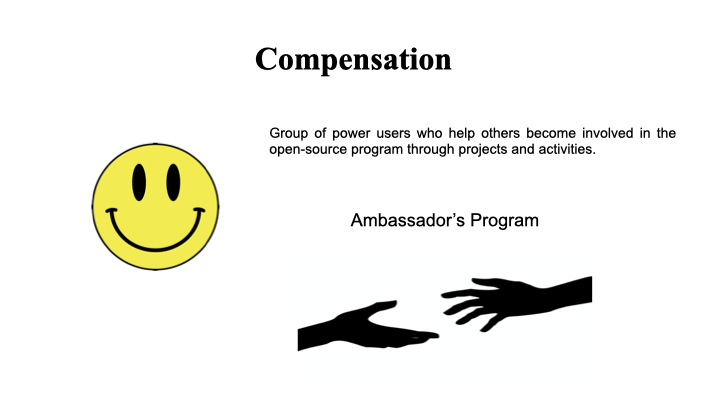 Compensation
Group of power users who help others become involved in the
open-source program through projects and activities.
Ambassador’s Program